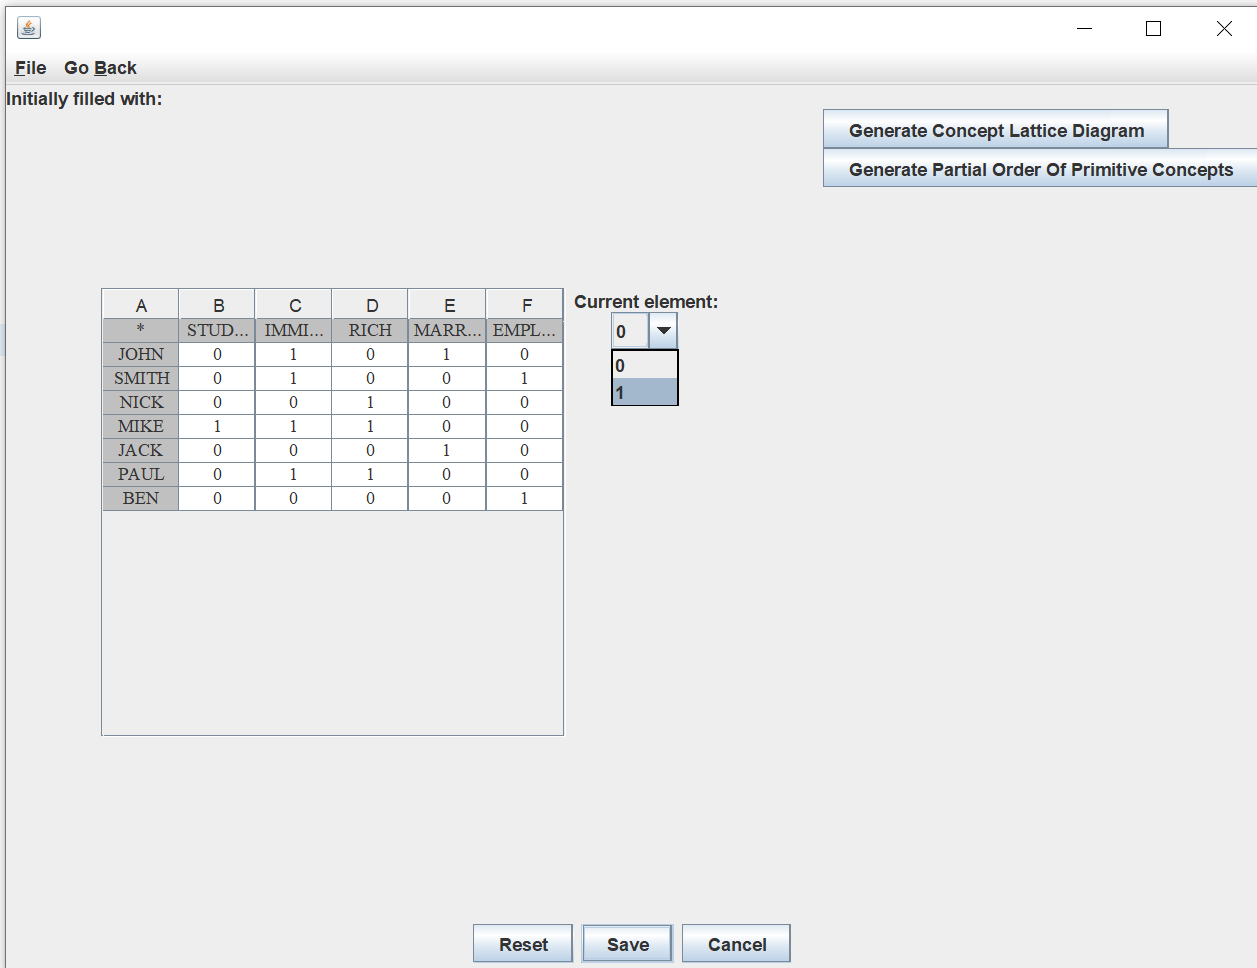 File Go Back
Initially filled with:
Generate Concept Lattice Diagram
Generate Partial Order Of Primitive Concepts
A B C D E F
* STUD... IMMI... RICH MARR... EMPL...
JOHN 0 1 0 1 0
SMITH 0 1 0 0 1
NICK 0 0 1 0 0
MIKE 1 1 1 0 0
JACK 0 0 0 1 0
PAUL 0 1 1 0 0
BEN 0 0 0 0 1
Current element:
0
0
1
Reset Save Cancel